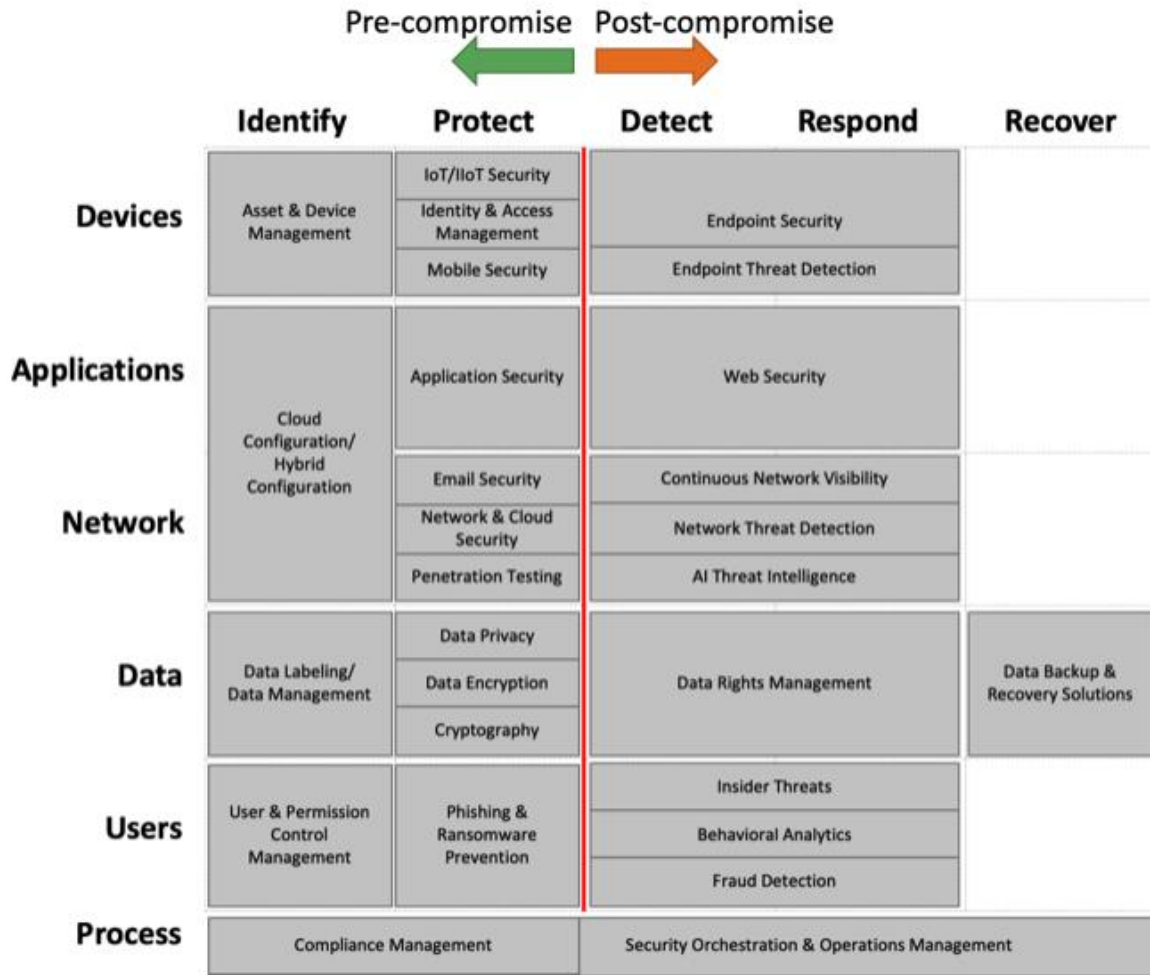 Pre-compromise Post-compromise
Identify Protect Detect Respond Recover
Devices
Asset & Device
Management
IoT/IIoT Security
Identity & Access
Management
Mobile Security
Endpoint Security
Endpoint Threat Detection
Applications
Cloud
Configuration/
Hybrid
Configuration
Application Security
Web Security
Network
Email Security
Network & Cloud
Security
Penetration Testing
Continuous Network Visibility
Network Threat Detection
AI Threat Intelligence
Data
Data Labeling/
Data Management
Data Privacy
Data Encryption
Cryptography
Data Rights Management
Data Backup &
Recovery Solutions
Users
User & Permission
Control
Management
Phishing &
Ransomware
Prevention
Insider Threats
Behavioral Analytics
Fraud Detection
Process
Compliance Management
Security Orchestration & Operations Management